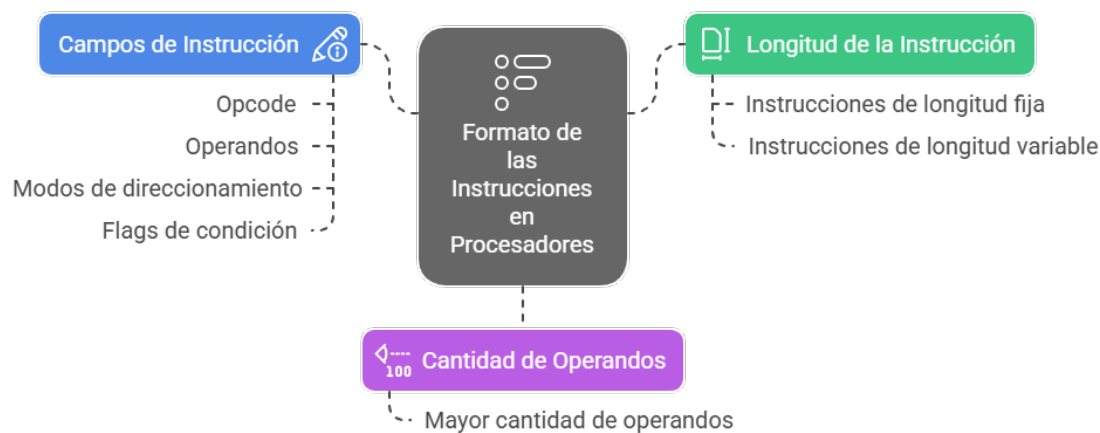 Campos de Instrucción
Opcode
Operandos
Modos de direccionamiento
Flags de condición
Formato de
las
Instrucciones
en
Procesadores
Longitud de la Instrucción
Instrucciones de longitud fija
Instrucciones de longitud variable
100
Cantidad de Operandos
Mayor cantidad de operandos